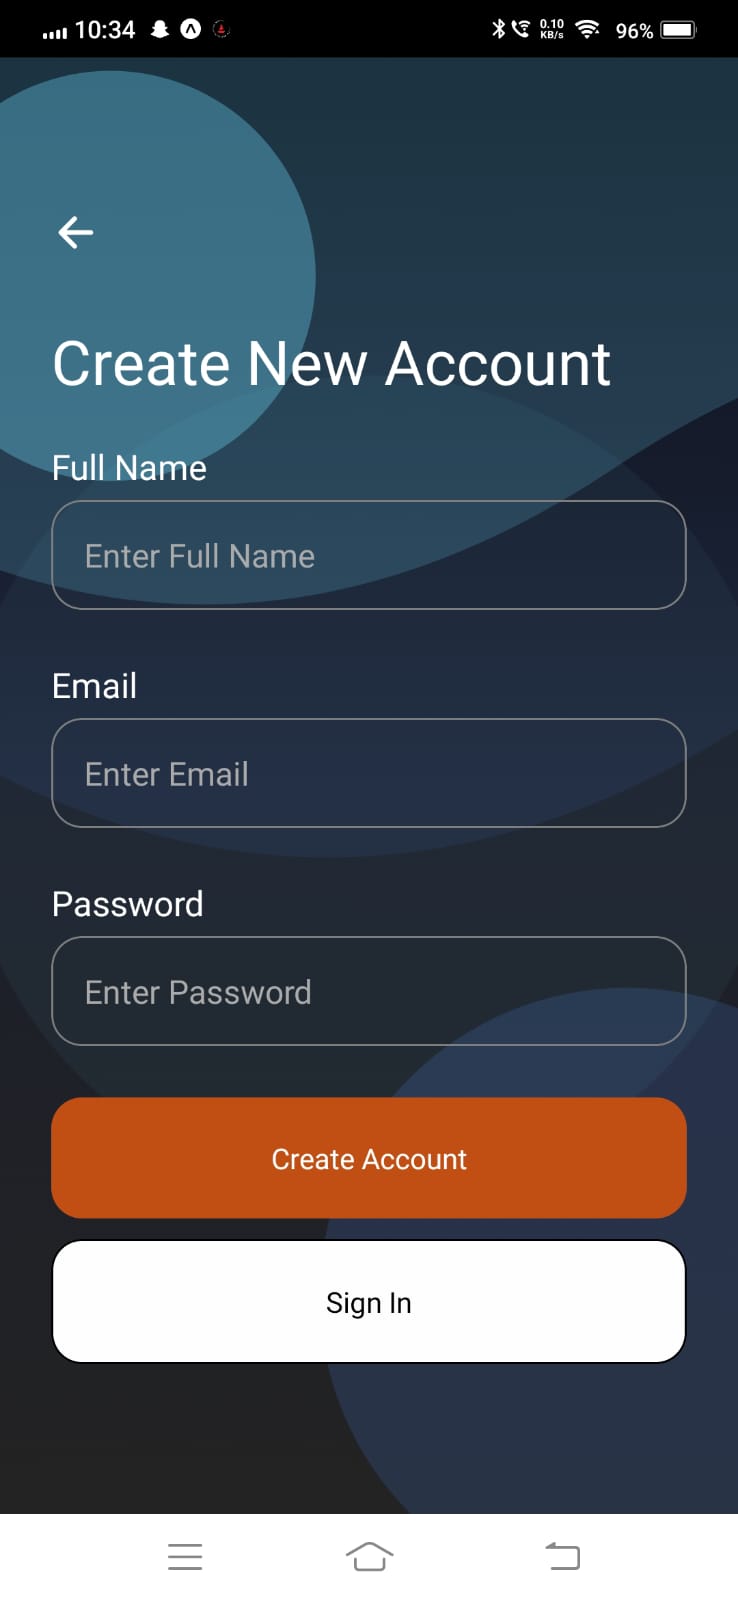 10:34 0.10 KB/s 96%
Create New Account
Full Name
Enter Full Name
Email
Enter Email
Password
Enter Password
Create Account
Sign In